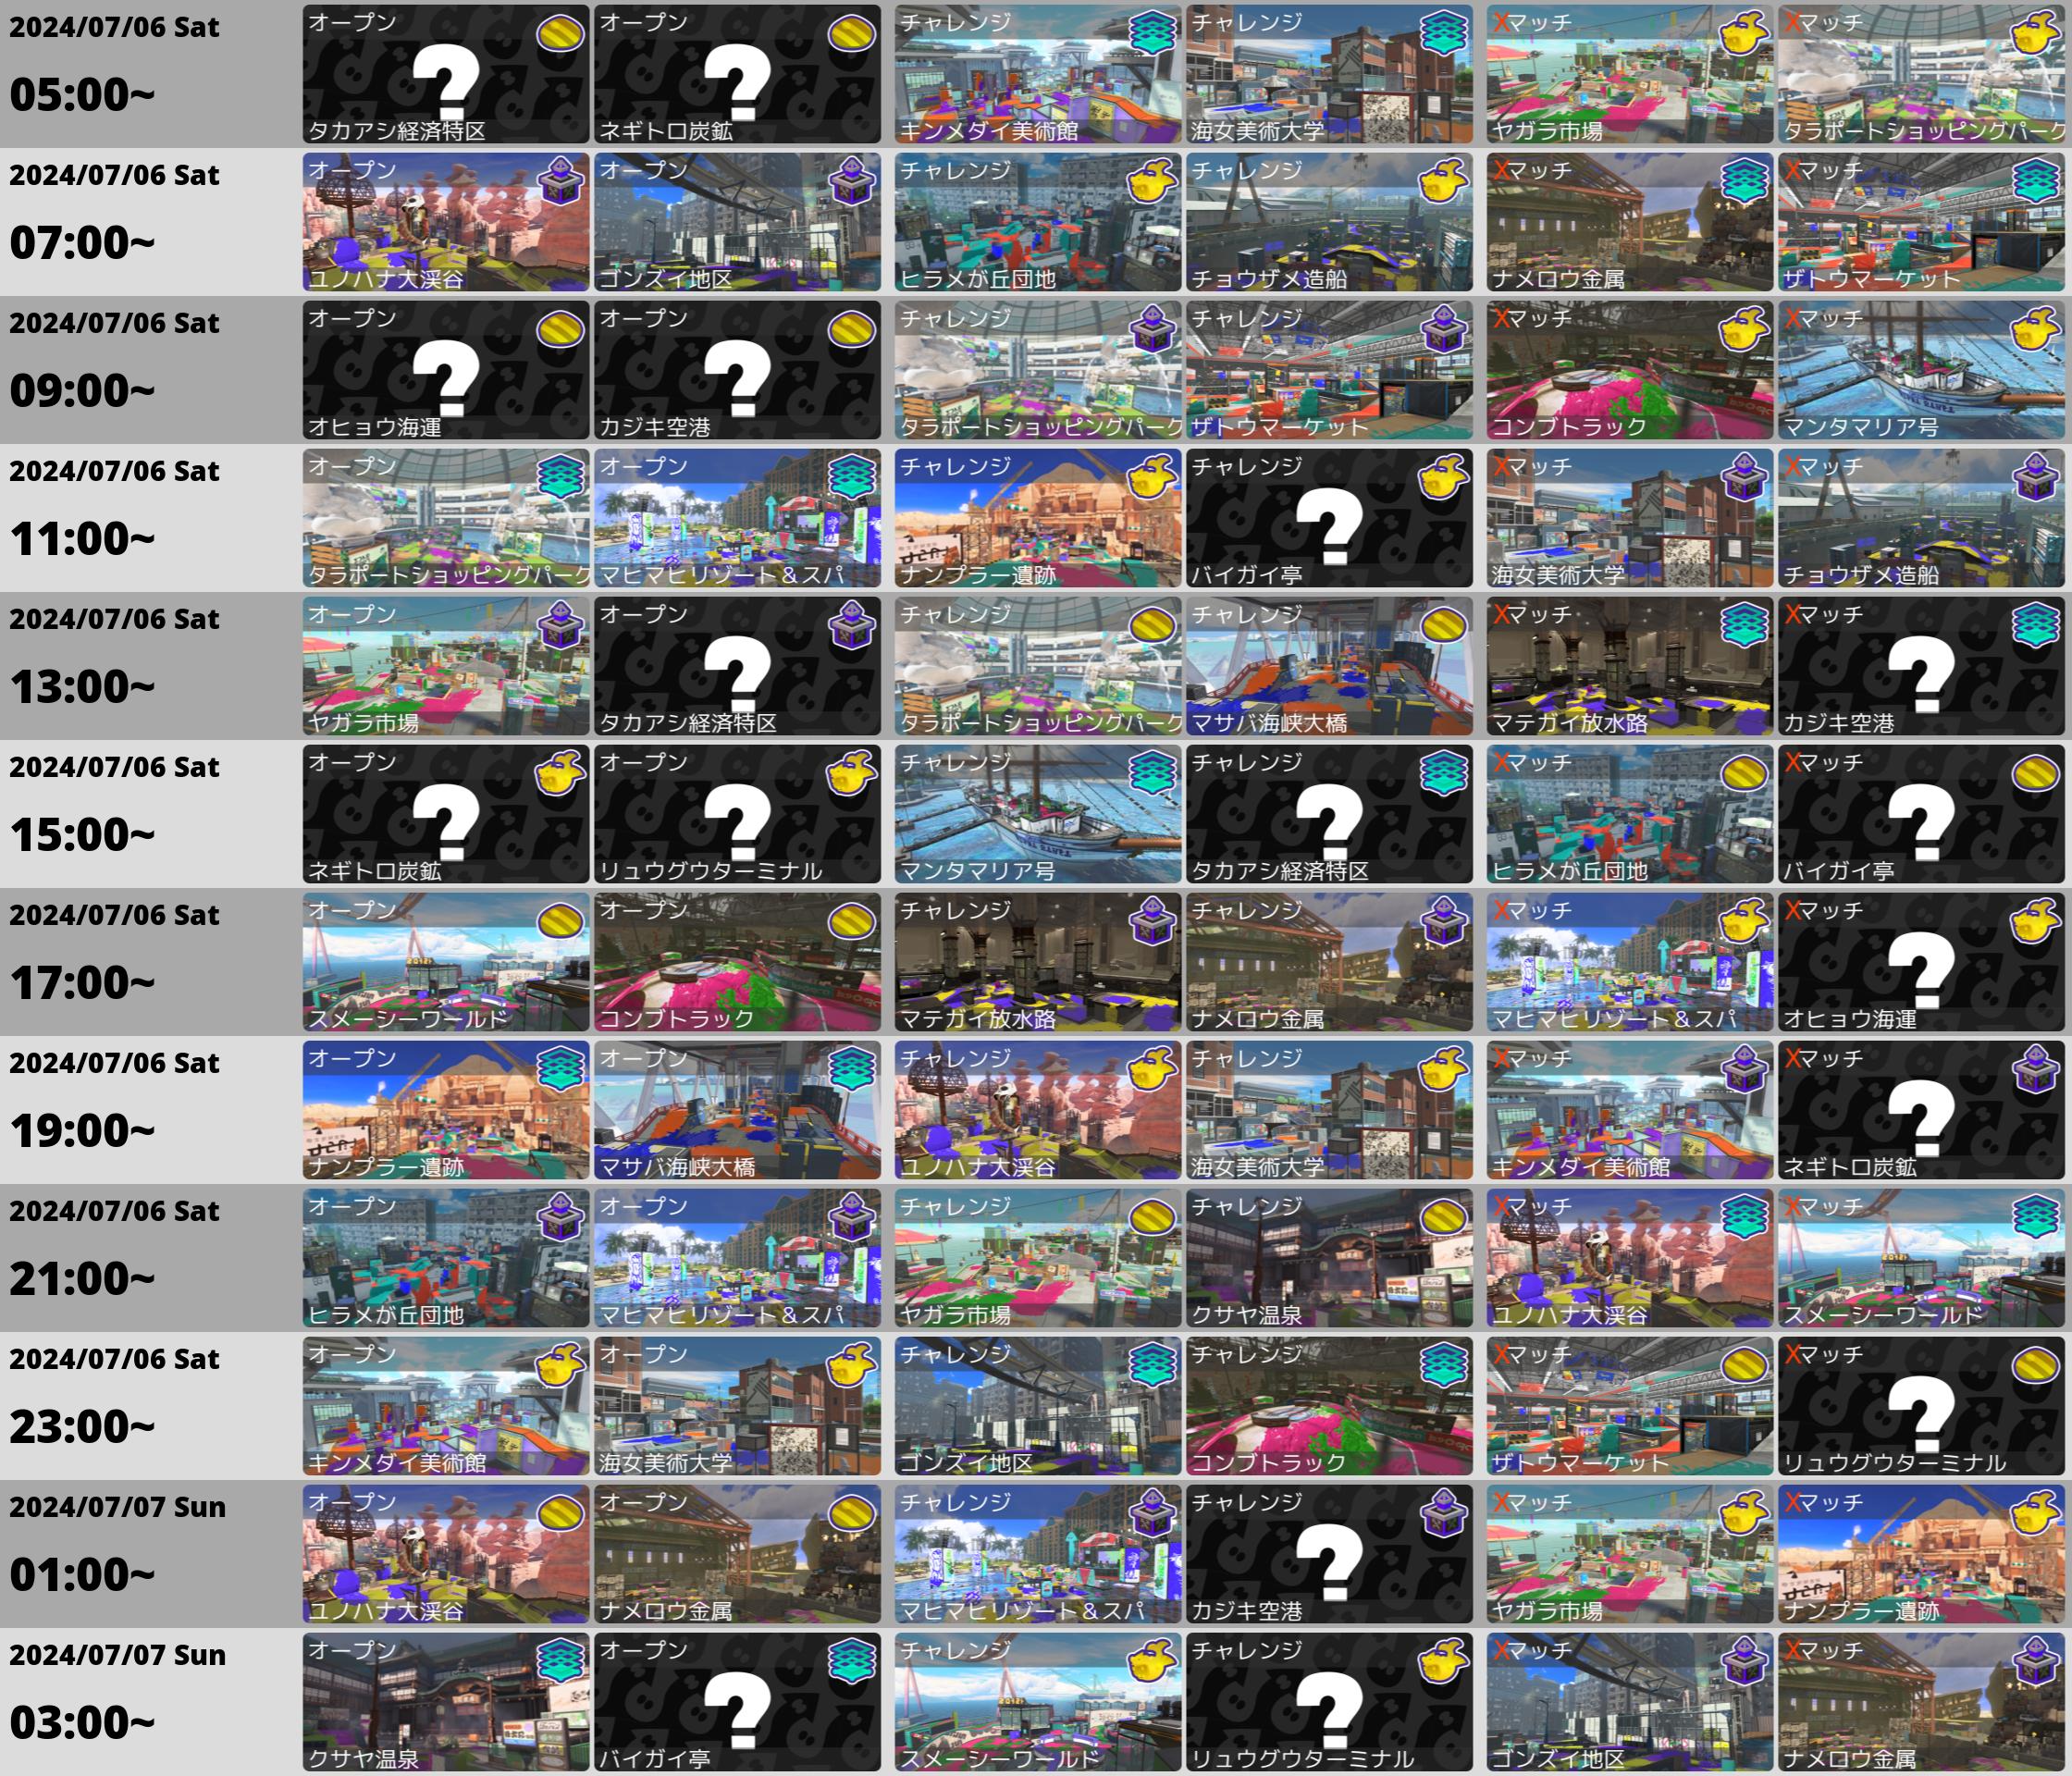 2024/07/06 Sat
05:00~
オープン オープン チャレンジ チャレンジ Xマッチ Xマッチ
タカアシ経済特区 ネギトロ炭鉱 キンメダイ美術館 海女美術大学 ヤガラ市場 タラポートショッピングパーク
2024/07/06 Sat
07:00~
オープン オープン チャレンジ チャレンジ Xマッチ Xマッチ
ユノハナ大渓谷 ゴンズイ地区 ヒラメが丘団地 チョウザメ造船 ナメロウ金属 ザトウマーケット
2024/07/06 Sat
09:00~
オープン オープン チャレンジ チャレンジ Xマッチ Xマッチ
オヒョウ海運 カジキ空港 タラポートショッピングパーク ザトウマーケット コンブトラック マンタマリア号
2024/07/06 Sat
11:00~
オープン オープン チャレンジ チャレンジ Xマッチ Xマッチ
タラポートショッピングパーク マヒマヒリゾート&スパ ナンプラー遺跡 バイガイ亭 海女美術大学 チョウザメ造船
2024/07/06 Sat
13:00~
オープン オープン チャレンジ チャレンジ Xマッチ Xマッチ
ヤガラ市場 タカアシ経済特区 タラポートショッピングパーク マサバ海峡大橋 マテガイ放水路 カジキ空港
2024/07/06 Sat
15:00~
オープン オープン チャレンジ チャレンジ Xマッチ Xマッチ
ネギトロ炭鉱 リュウグウターミナル マンタマリア号 タカアシ経済特区 ヒラメが丘団地 バイガイ亭
2024/07/06 Sat
17:00~
オープン オープン チャレンジ チャレンジ Xマッチ Xマッチ
スメーシーワールド コンブトラック マテガイ放水路 ナメロウ金属 マヒマヒリゾート&スパ オヒョウ海運
2024/07/06 Sat
19:00~
オープン オープン チャレンジ チャレンジ Xマッチ Xマッチ
ナンプラー遺跡 マサバ海峡大橋 ユノハナ大渓谷 海女美術大学 キンメダイ美術館 ネギトロ炭鉱
2024/07/06 Sat
21:00~
オープン オープン チャレンジ チャレンジ Xマッチ Xマッチ
ヒラメが丘団地 マヒマヒリゾート&スパ ヤガラ市場 クサヤ温泉 ユノハナ大渓谷 スメーシーワールド
2024/07/06 Sat
23:00~
オープン オープン チャレンジ チャレンジ Xマッチ Xマッチ
キンメダイ美術館 海女美術大学 ゴンズイ地区 コンブトラック ザトウマーケット リュウグウターミナル
2024/07/07 Sun
01:00~
オープン オープン チャレンジ チャレンジ Xマッチ Xマッチ
ユノハナ大渓谷 ナメロウ金属 マヒマヒリゾート&スパ カジキ空港 ヤガラ市場 ナンプラー遺跡
2024/07/07 Sun
03:00~
オープン オープン チャレンジ チャレンジ Xマッチ Xマッチ
クサヤ温泉 バイガイ亭 スメーシーワールド リュウグウターミナル ゴンズイ地区 ナメロウ金属